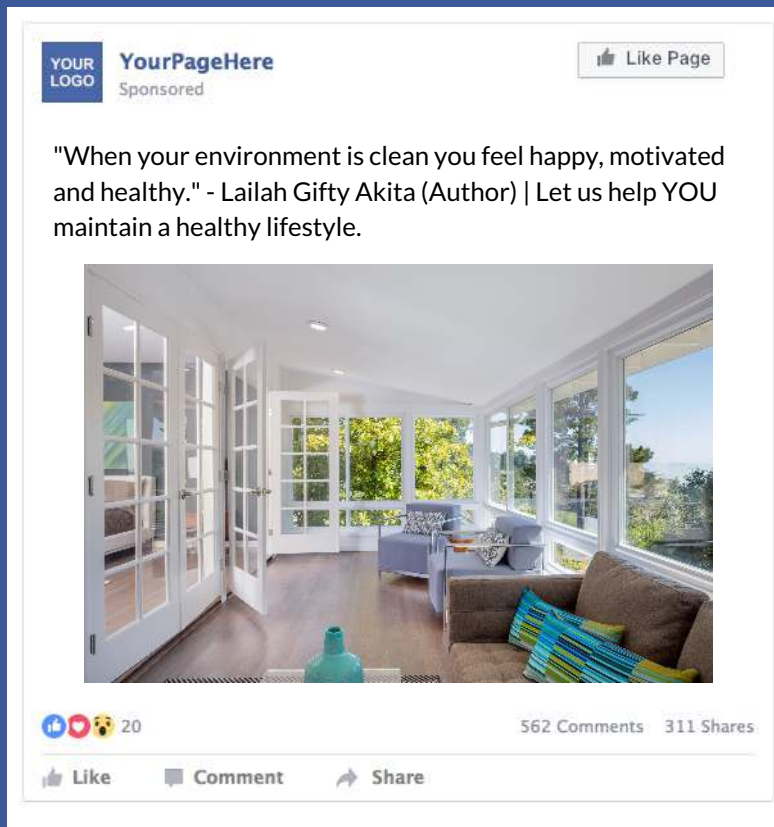 YOUR
LOGO
YourPageHere
Sponsored
Like Page
"When your environment is clean you feel happy, motivated
and healthy." - Lailah Gifty Akita (Author) | Let us help YOU
maintain a healthy lifestyle.
20
562 Comments 311 Shares
Like Comment Share